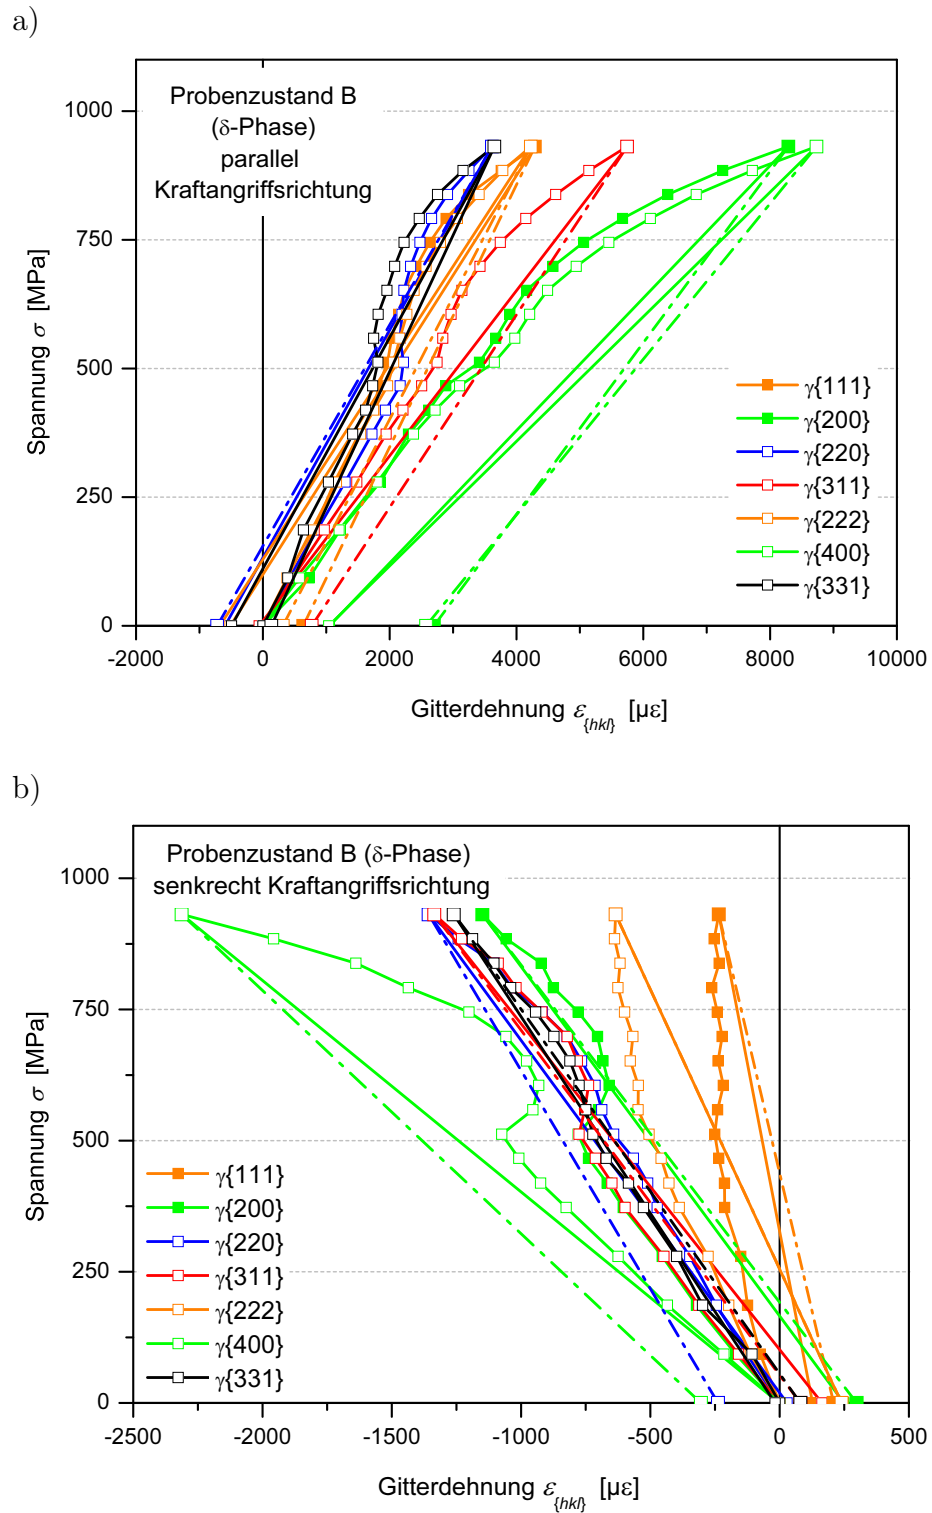 a)
Probenzustand B
(δ-Phase)
parallel
Kraftangriffsrichtung
1000
750
500
250
0
Spannung σ [MPa]
γ{111}
γ{200}
γ{220}
γ{311}
γ{222}
γ{400}
γ{331}
-2000 0 2000 4000 6000 8000 10000
Gitterdehnung ε{hkl} [µε]
b)
Probenzustand B (δ-Phase)
senkrecht Kraftangriffsrichtung
1000
750
500
250
0
Spannung σ [MPa]
γ{111}
γ{200}
γ{220}
γ{311}
γ{222}
γ{400}
γ{331}
-2500 -2000 -1500 -1000 -500 0 500
Gitterdehnung ε{hkl} [µε]